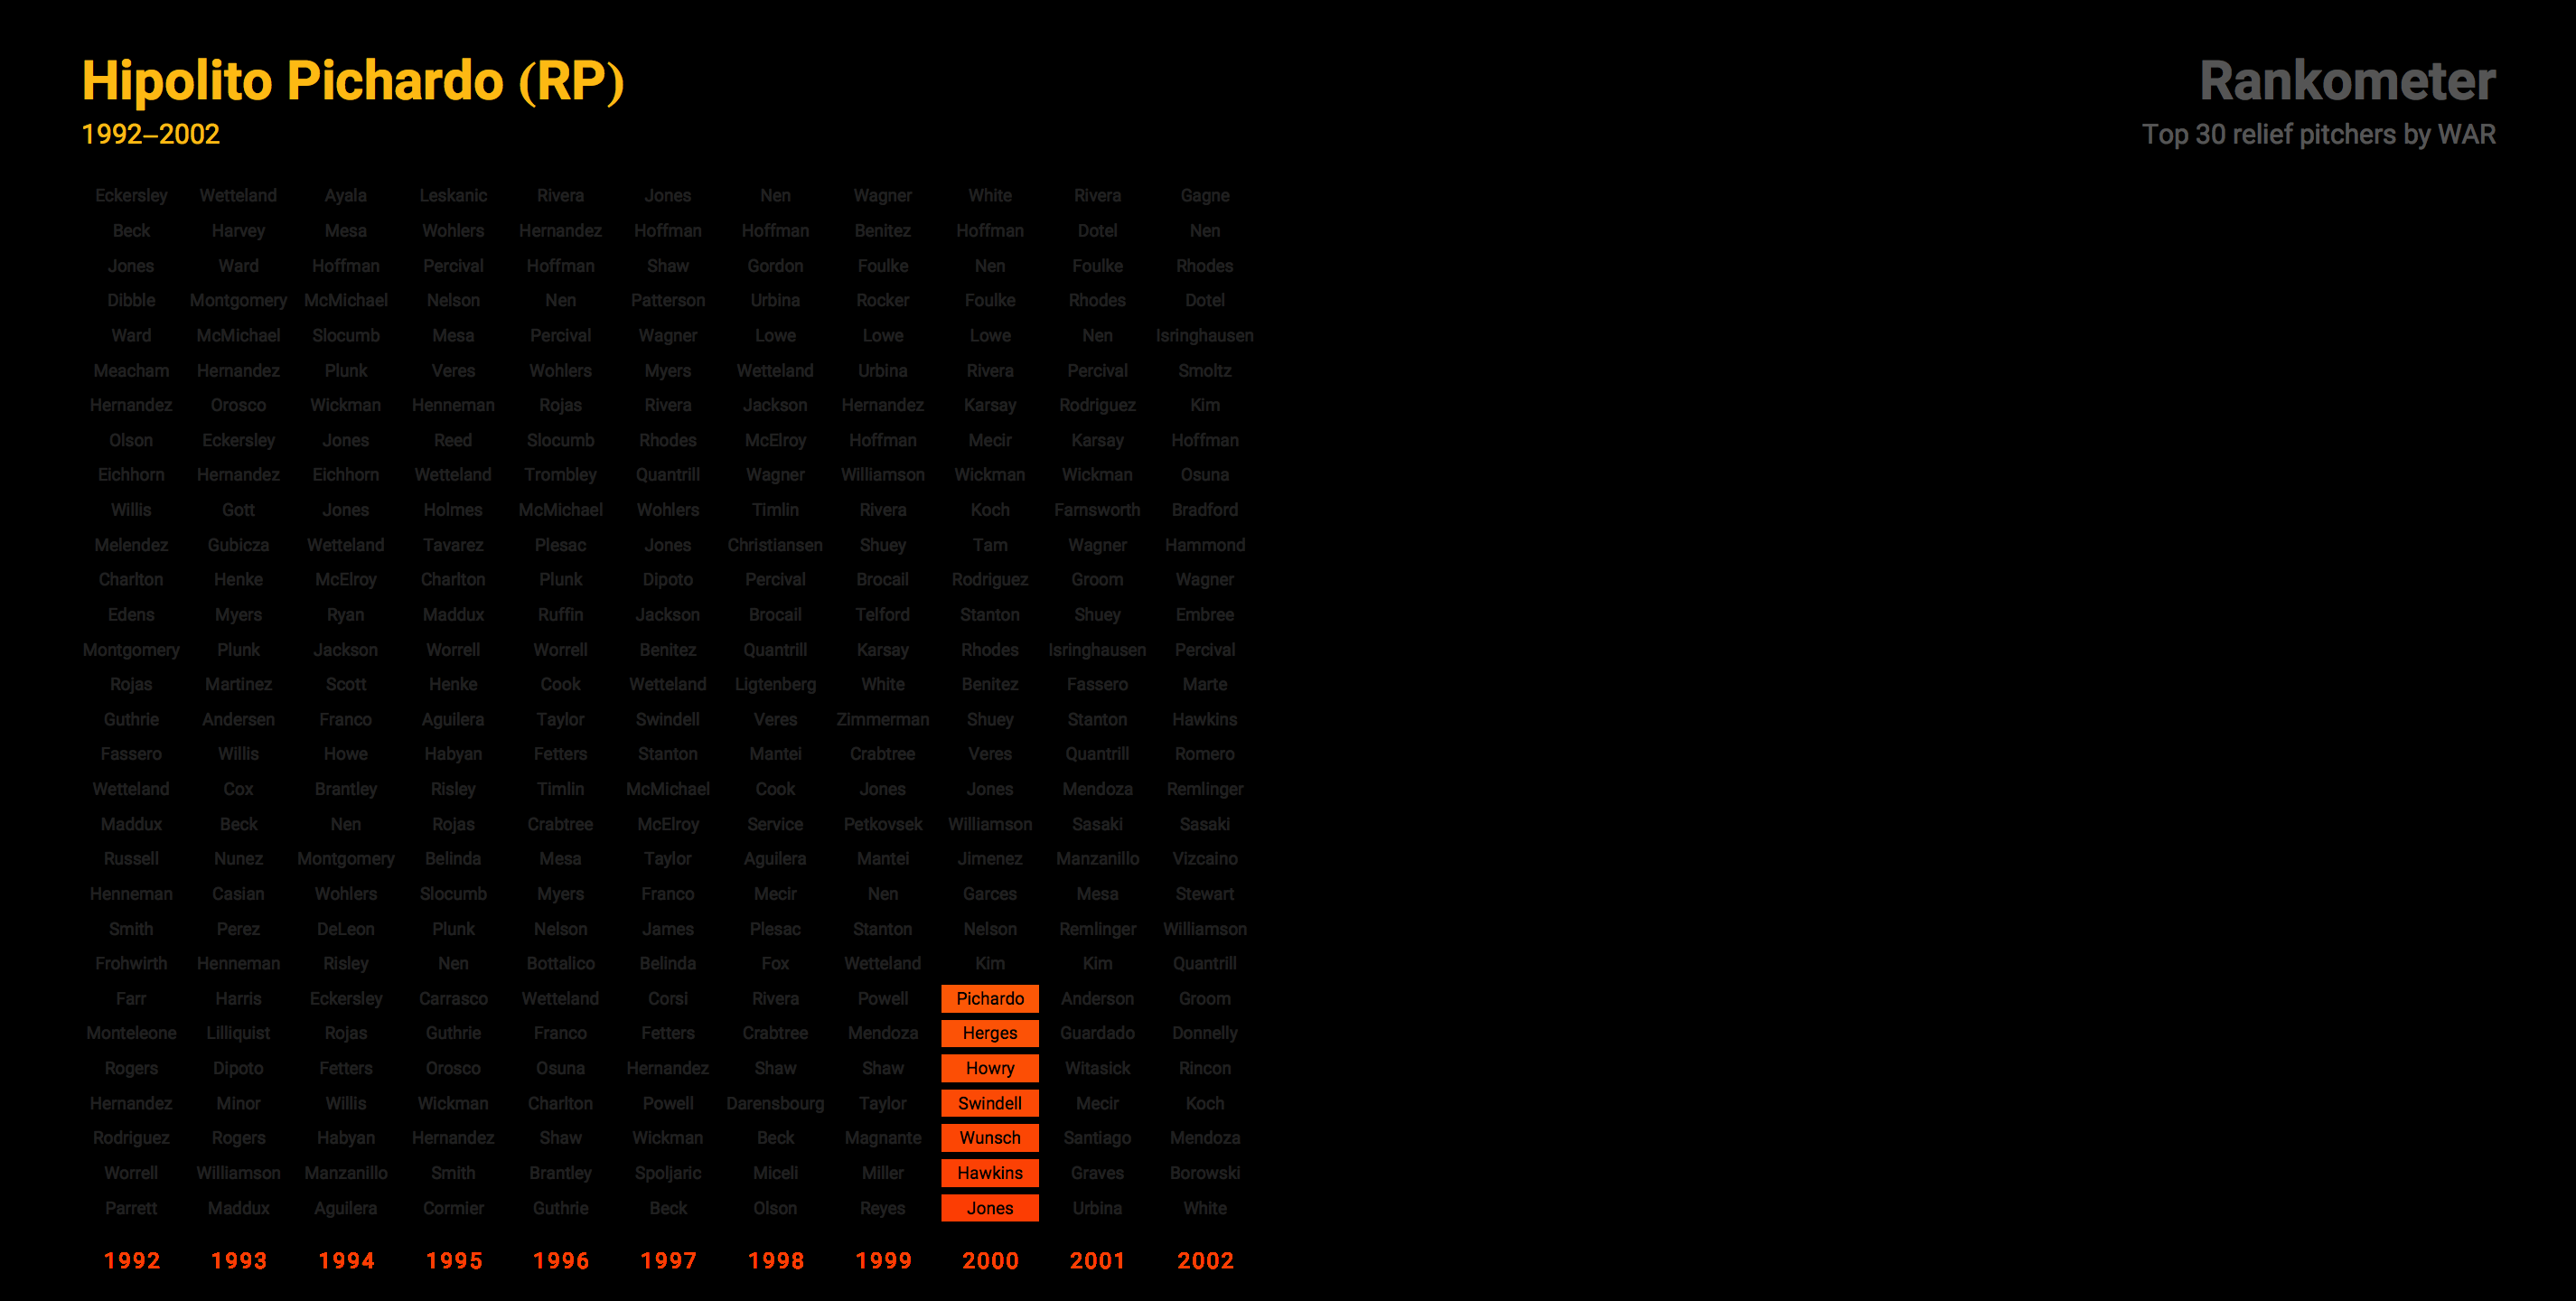 Hipolito Pichardo (RP)
1992–2002
Rankometer
Top 30 relief pitchers by WAR
Eckersley Wetteland Ayala Leskanic Rivera Jones Nen Wagner White Rivera Gagne
Beck Harvey Mesa Wohlers Hernandez Hoffman Hoffman Benitez Hoffman Dotel Nen
Jones Ward Hoffman Percival Hoffman Shaw Gordon Foulke Nen Foulke Rhodes
Dibble Montgomery McMichael Nelson Nen Patterson Urbina Rocker Foulke Rhodes Dotel
Ward McMichael Slocumb Mesa Percival Wagner Lowe Lowe Lowe Nen Isringhausen
Meacham Hernandez Plunk Veres Wohlers Myers Wetteland Urbina Rivera Percival Smoltz
Hernandez Orosco Wickman Henneman Rojas Rivera Jackson Hernandez Karsay Rodriguez Kim
Olson Eckersley Jones Reed Slocumb Rhodes McElroy Hoffman Mecir Karsay Hoffman
Eichhorn Hernandez Eichhorn Wetteland Trombley Quantrill Wagner Williamson Wickman Wickman Osuna
Willis Gott Jones Holmes McMichael Wohlers Timlin Rivera Koch Farnsworth Bradford
Melendez Gubicza Wetteland Tavarez Plesac Jones Christiansen Shuey Tam Wagner Hammond
Charlton Henke McElroy Charlton Plunk Dipoto Percival Brocail Rodriguez Groom Wagner
Edens Myers Ryan Maddux Ruffin Jackson Brocail Telford Stanton Shuey Embree
Montgomery Plunk Jackson Worrell Worrell Benitez Quantrill Karsay Rhodes Isringhausen Percival
Rojas Martinez Scott Henke Cook Wetteland Ligtenberg White Benitez Fassero Marte
Guthrie Andersen Franco Aguilera Taylor Swindell Veres Zimmerman Shuey Stanton Hawkins
Fassero Willis Howe Habyan Fetters Stanton Mantei Crabtree Veres Quantrill Romero
Wetteland Cox Brantley Risley Timlin McMichael Cook Jones Jones Mendoza Remlinger
Maddux Beck Nen Rojas Crabtree McElroy Service Petkovsek Williamson Sasaki Sasaki
Russell Nunez Montgomery Belinda Mesa Taylor Aguilera Mantei Jimenez Manzanillo Vizcaino
Henneman Casian Wohlers Slocumb Myers Franco Mecir Nen Garces Mesa Stewart
Smith Perez DeLeon Plunk Nelson James Plesac Stanton Nelson Remlinger Williamson
Frohwirth Henneman Risley Nen Bottalico Belinda Fox Wetteland Kim Kim Quantrill
Farr Harris Eckersley Carrasco Wetteland Corsi Rivera Powell Pichardo Anderson Groom
Monteleone Lilliquist Rojas Guthrie Franco Fetters Crabtree Mendoza Herges Guardado Donnelly
Rogers Dipoto Fetters Orosco Osuna Hernandez Shaw Shaw Howry Witasick Rincon
Hernandez Minor Willis Wickman Charlton Powell Darensbourg Taylor Swindell Mecir Koch
Rodriguez Rogers Habyan Hernandez Shaw Wickman Beck Magnante Wunsch Santiago Mendoza
Worrell Williamson Manzanillo Smith Brantley Spoljaric Miceli Miller Hawkins Graves Borowski
Parrett Maddux Aguilera Cormier Guthrie Beck Olson Reyes Jones Urbina White
1992 1993 1994 1995 1996 1997 1998 1999 2000 2001 2002